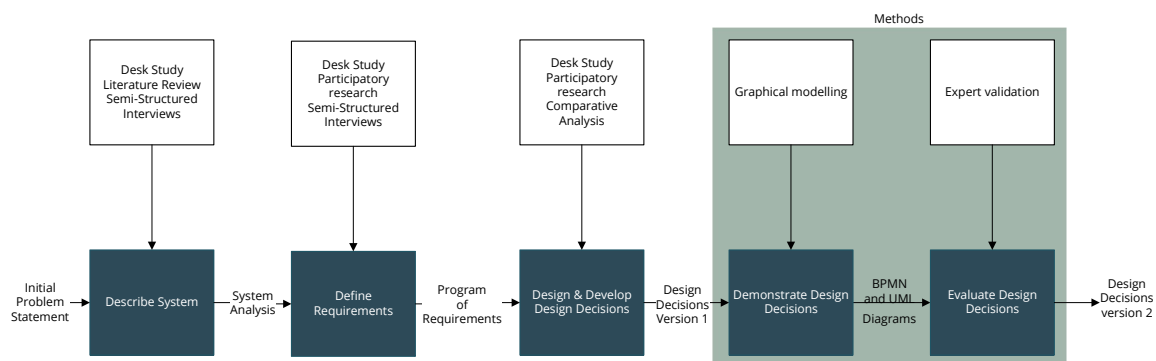 Methods
Desk Study
Literature Review
Semi-Structured
Interviews
Desk Study
Participatory
research
Semi-Structured
Interviews
Desk Study
Participatory
research
Comparative
Analysis
Graphical modelling
Expert validation
Initial
Problem
Statement
Describe System
System
Analysis
Define
Requirements
Program
of
Requirements
Design & Develop
Design Decisions
Design
Decisions
Version 1
Demonstrate Design
Decisions
BPMN
and UML
Diagrams
Evaluate Design
Decisions
Design
Decisions
version 2